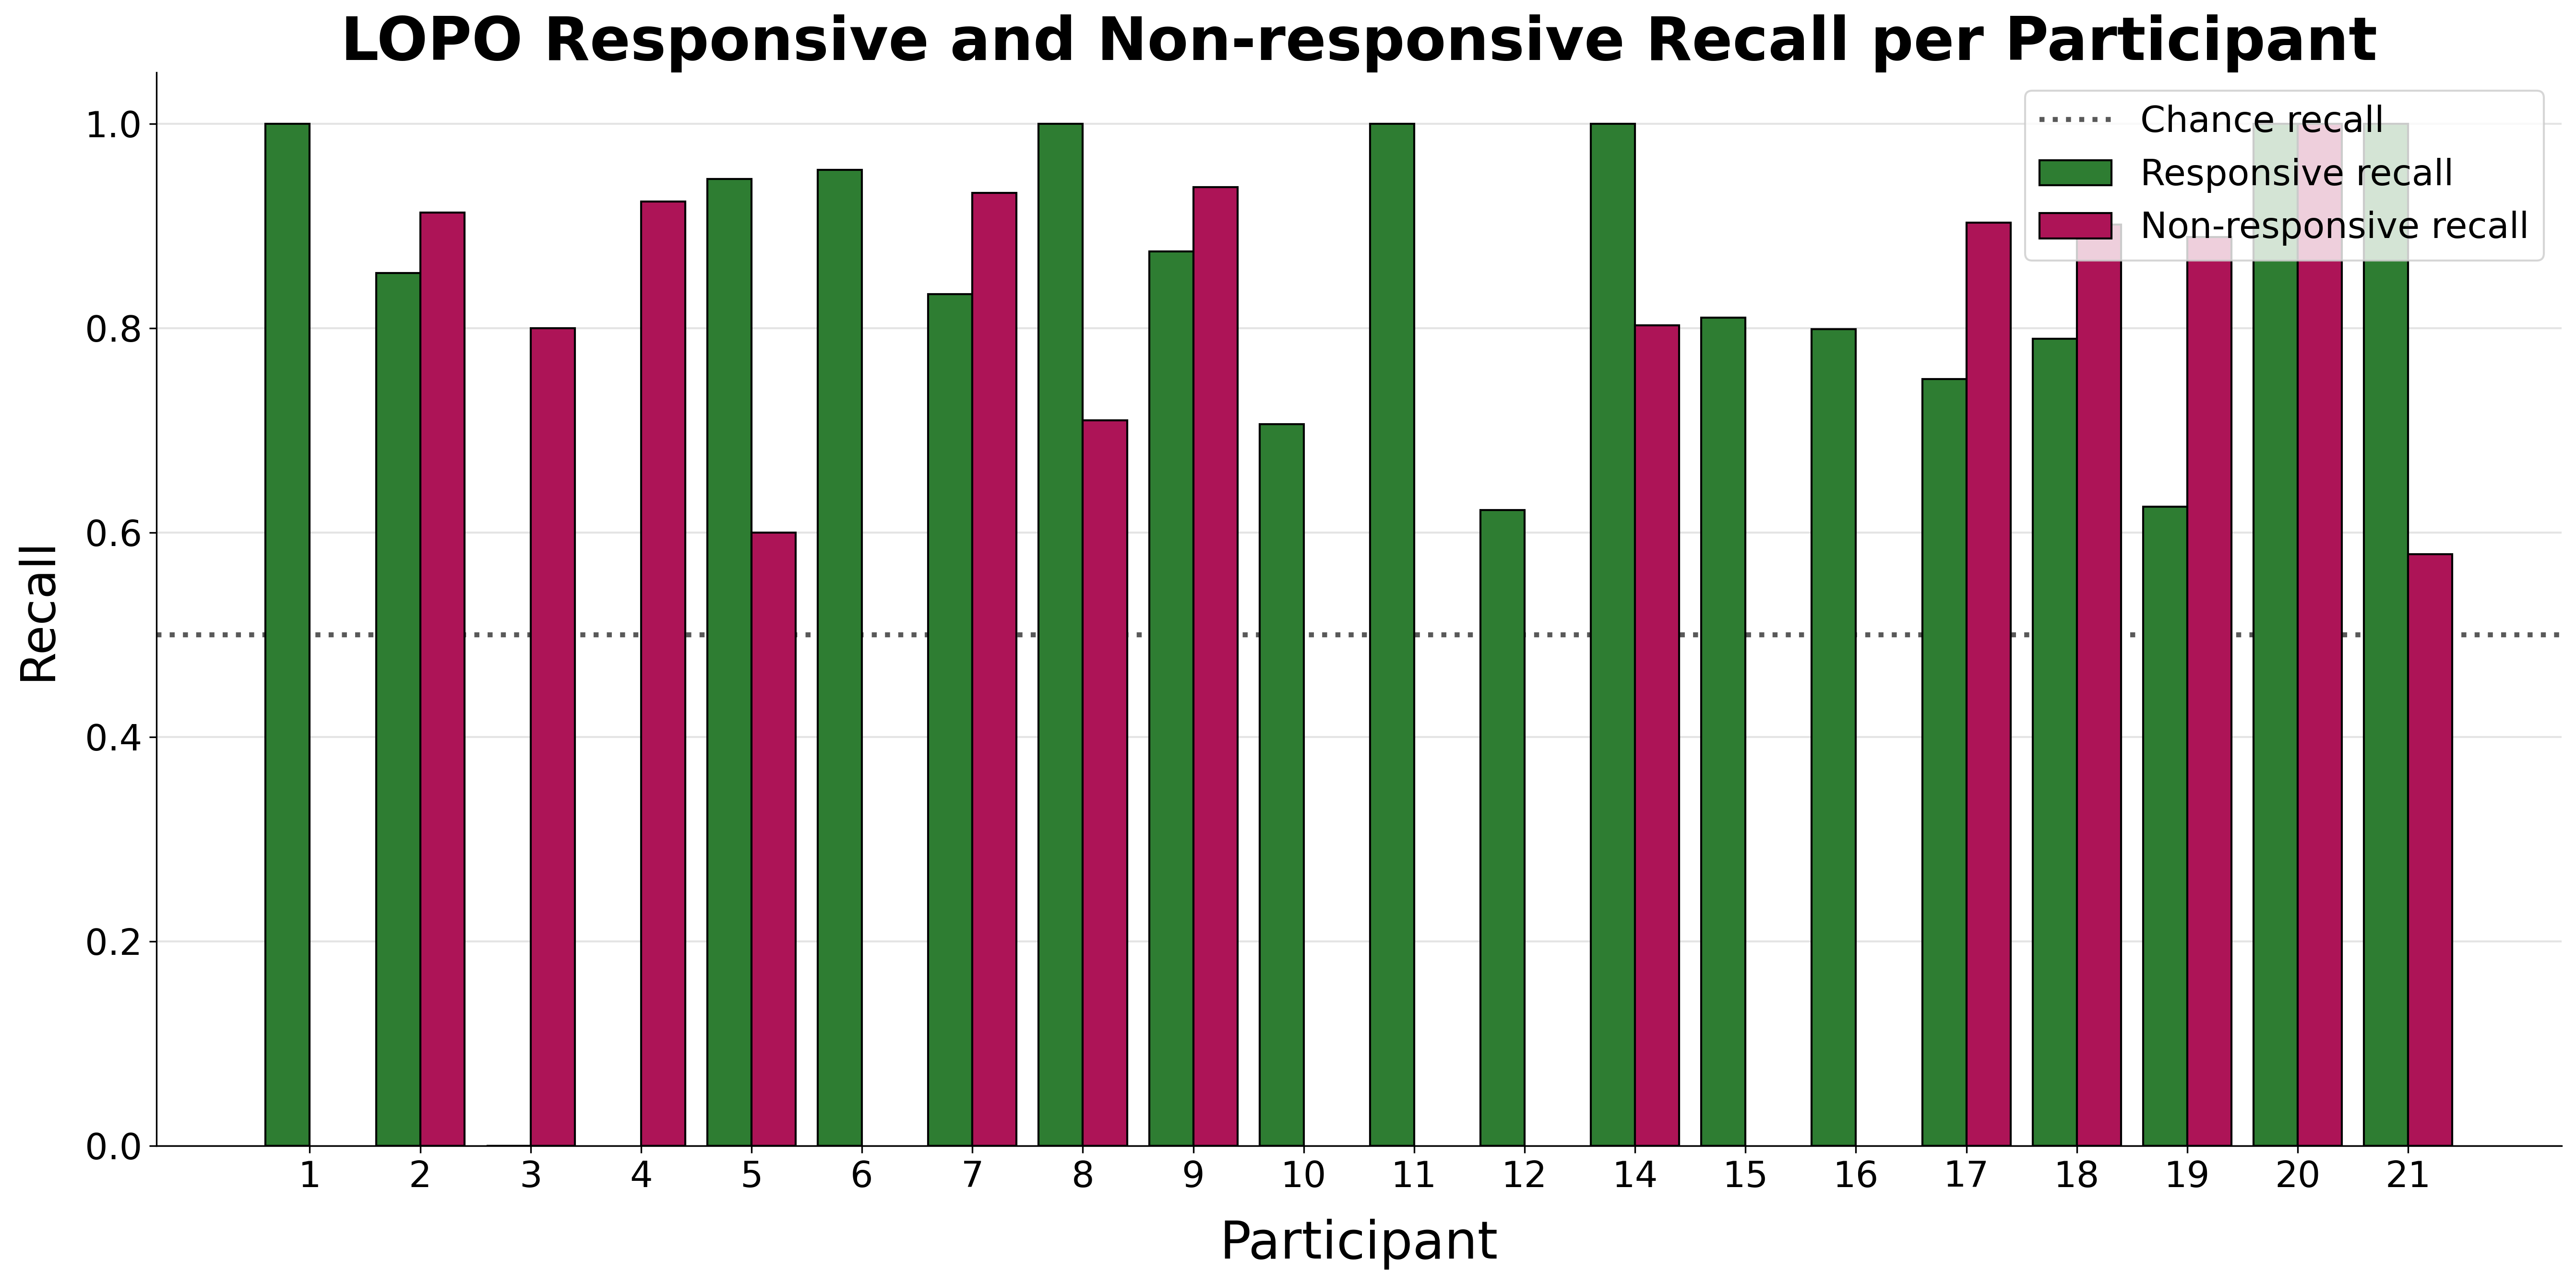 LOPO Responsive and Non-responsive Recall per Participant
Chance recall
Responsive recall
Non-responsive recall
1.0
0.8
0.6
0.4
0.2
0.0
Recall
1 2 3 4 5 6 7 8 9 10 11 12 14 15 16 17 18 19 20 21
Participant